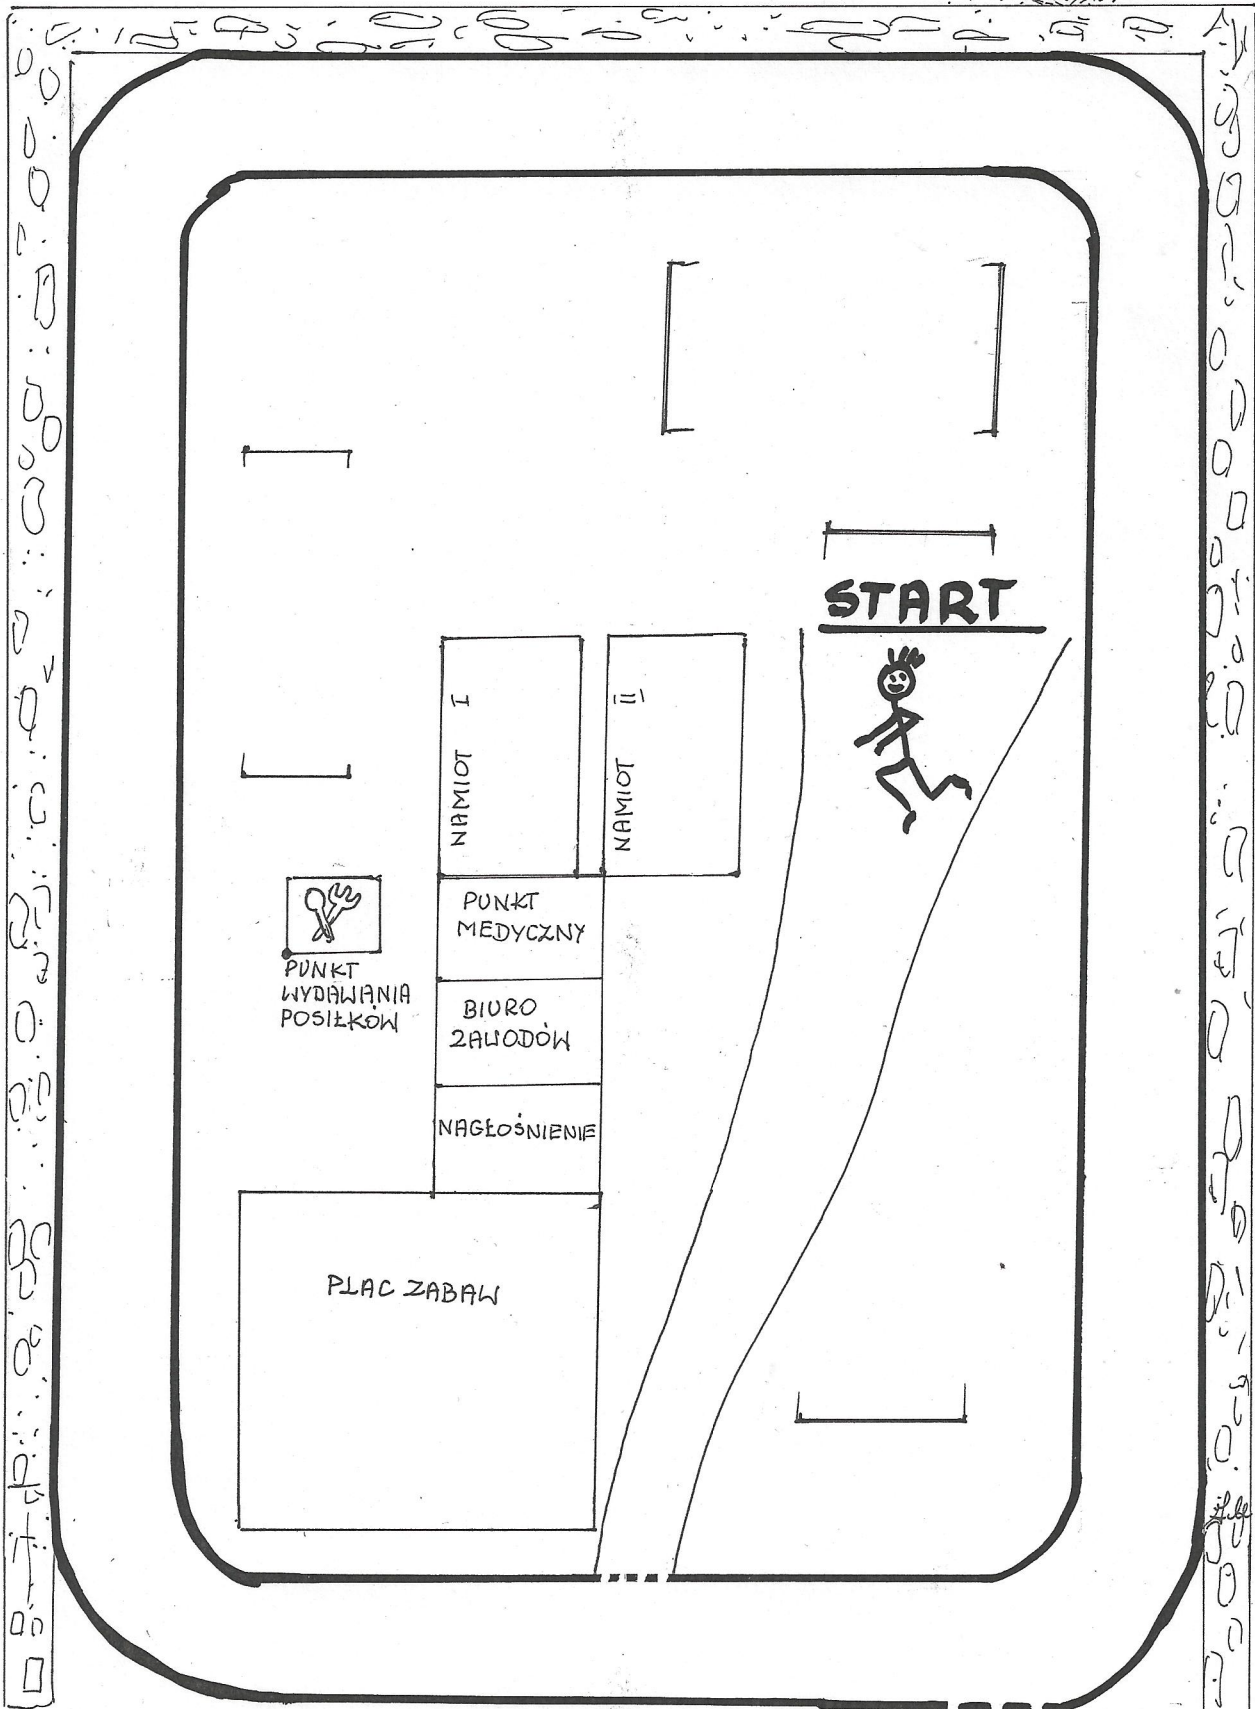 START
NAMIOT I
NAMIOT II
PUNKT
MEDYCZNY
PUNKT
WYDAWANIA
POSIŁKÓW
BIURO
ZAWODÓW
NAGŁOŚNIENIE
PLAC ZABAW